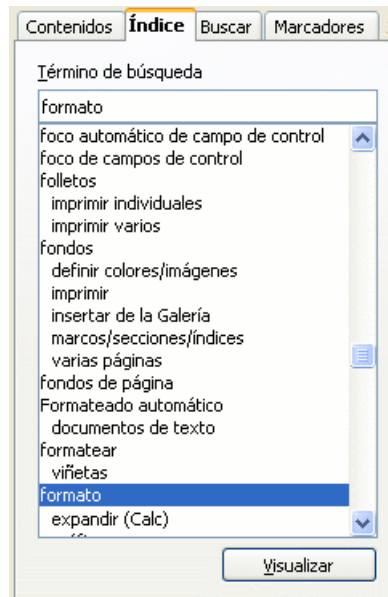 Contenidos Índice Buscar Marcadores
Término de búsqueda
formato
foco automático de campo de control
foco de campos de control
folletos
imprimir individuales
imprimir varios
fondos
definir colores/imágenes
imprimir
insertar de la Galería
marcos/secciones/índices
varias páginas
fondos de página
Formateado automático
documentos de texto
formatear
viñetas
formato
expandir (Calc)
Visualizar